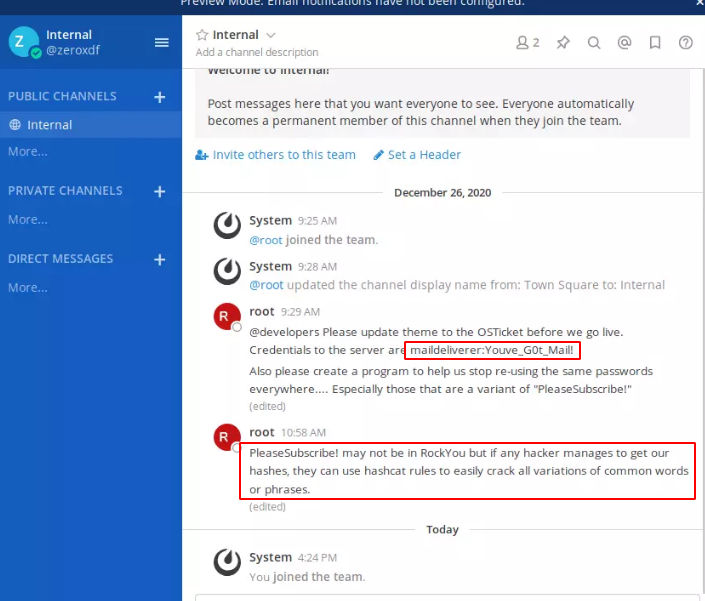 Preview Mode: Email notifications have not been configured.
Z
Internal
@zeroxdf
PUBLIC CHANNELS +
Internal
More...
PRIVATE CHANNELS +
More...
DIRECT MESSAGES +
More...
Internal
Add a channel description
2
Welcome to Internal!
Post messages here that you want everyone to see. Everyone automatically
becomes a permanent member of this channel when they join the team.
Invite others to this team Set a Header
December 26, 2020
System 9:25 AM
@root joined the team.
System 9:28 AM
@root updated the channel display name from: Town Square to: Internal
R
root 9:29 AM
@developers Please update theme to the OSTicket before we go live.
Credentials to the server are maildeliverer:Youve_G0t_Mail!
Also please create a program to help us stop re-using the same passwords
everywhere.... Especially those that are a variant of "PleaseSubscribe!"
(edited)
R
root 10:58 AM
PleaseSubscribe! may not be in RockYou but if any hacker manages to get our
hashes, they can use hashcat rules to easily crack all variations of common words
or phrases.
(edited)
Today
System 4:24 PM
You joined the team.